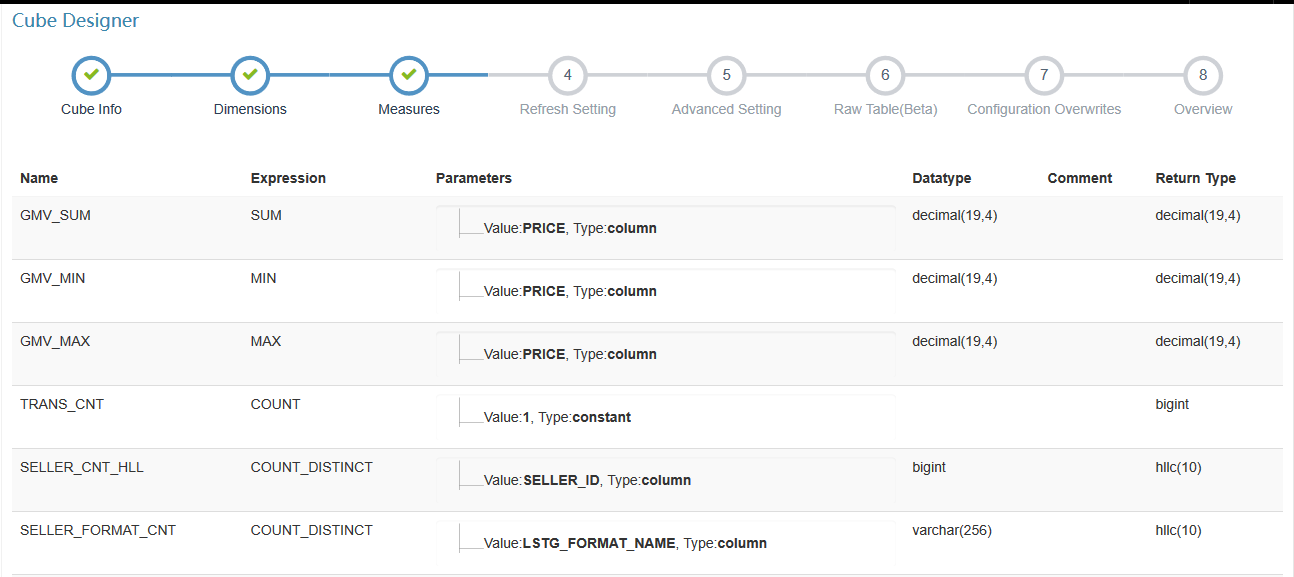 Cube Designer
4 5 6 7 8
Cube Info Dimensions Measures Refresh Setting Advanced Setting Raw Table(Beta) Configuration Overwrites Overview
Name Expression Parameters Datatype Comment Return Type
GMV_SUM SUM Value:PRICE, Type:column decimal(19,4) decimal(19,4)
GMV_MIN MIN Value:PRICE, Type:column decimal(19,4) decimal(19,4)
GMV_MAX MAX Value:PRICE, Type:column decimal(19,4) decimal(19,4)
TRANS_CNT COUNT Value:1, Type:constant bigint
SELLER_CNT_HLL COUNT_DISTINCT Value:SELLER_ID, Type:column bigint hllc(10)
SELLER_FORMAT_CNT COUNT_DISTINCT Value:LSTG_FORMAT_NAME, Type:column varchar(256) hllc(10)